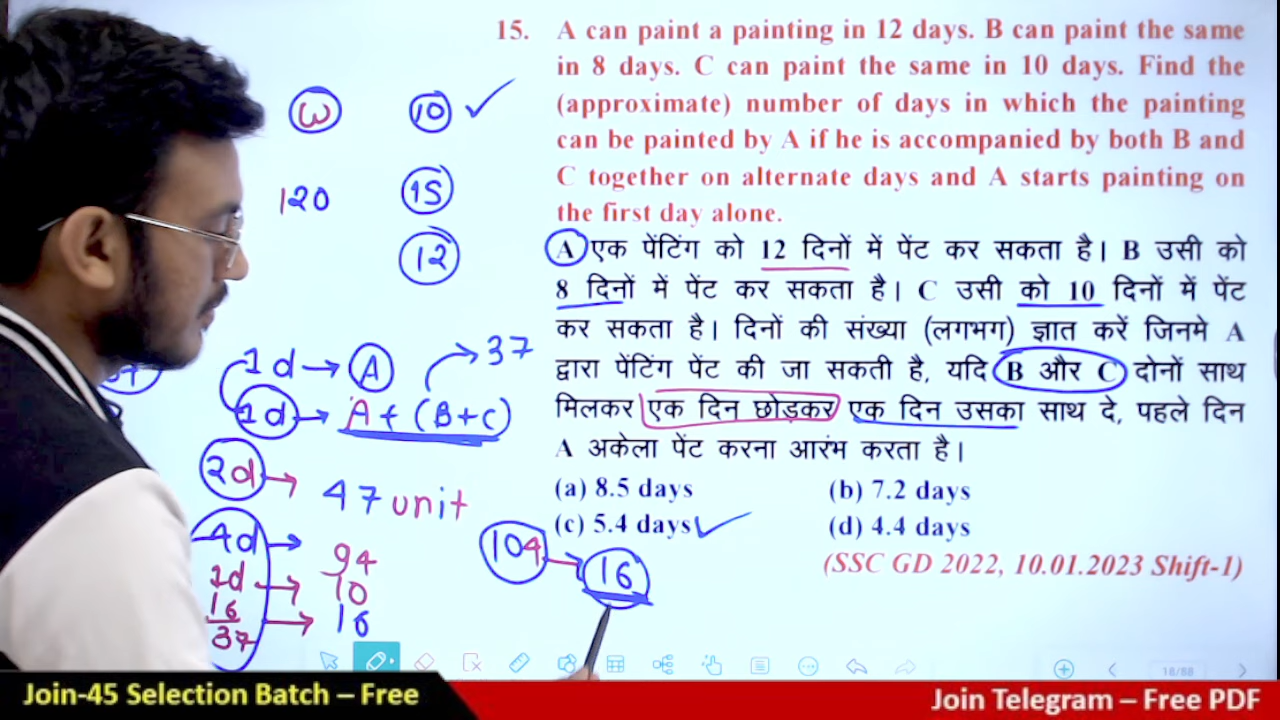 15. A can paint a painting in 12 days. B can paint the same
in 8 days. C can paint the same in 10 days. Find the
(approximate) number of days in which the painting
can be painted by A if he is accompanied by both B and
C together on alternate days and A starts painting on
the first day alone.
A एक पेंटिंग को 12 दिनों में पेंट कर सकता है। B उसी को
8 दिनों में पेंट कर सकता है। C उसी को 10 दिनों में पेंट
कर सकता है। दिनों की संख्या (लगभग) ज्ञात करें जिनमे A
द्वारा पेंटिंग पेंट की जा सकती है, यदि B और C दोनों साथ
मिलकर एक दिन छोड़कर एक दिन उसका साथ दे, पहले दिन
A अकेला पेंट करना आरंभ करता है।
(a) 8.5 days (b) 7.2 days
(c) 5.4 days (d) 4.4 days
(SSC GD 2022, 10.01.2023 Shift-1)
W 10
120 15
12
1d → A → 37
1d → A + (B+C)
2d → 47 unit
4d → 94
1d → 10
16/37 → 16
104 → 16
18/88
Join-45 Selection Batch – Free
Join Telegram – Free PDF